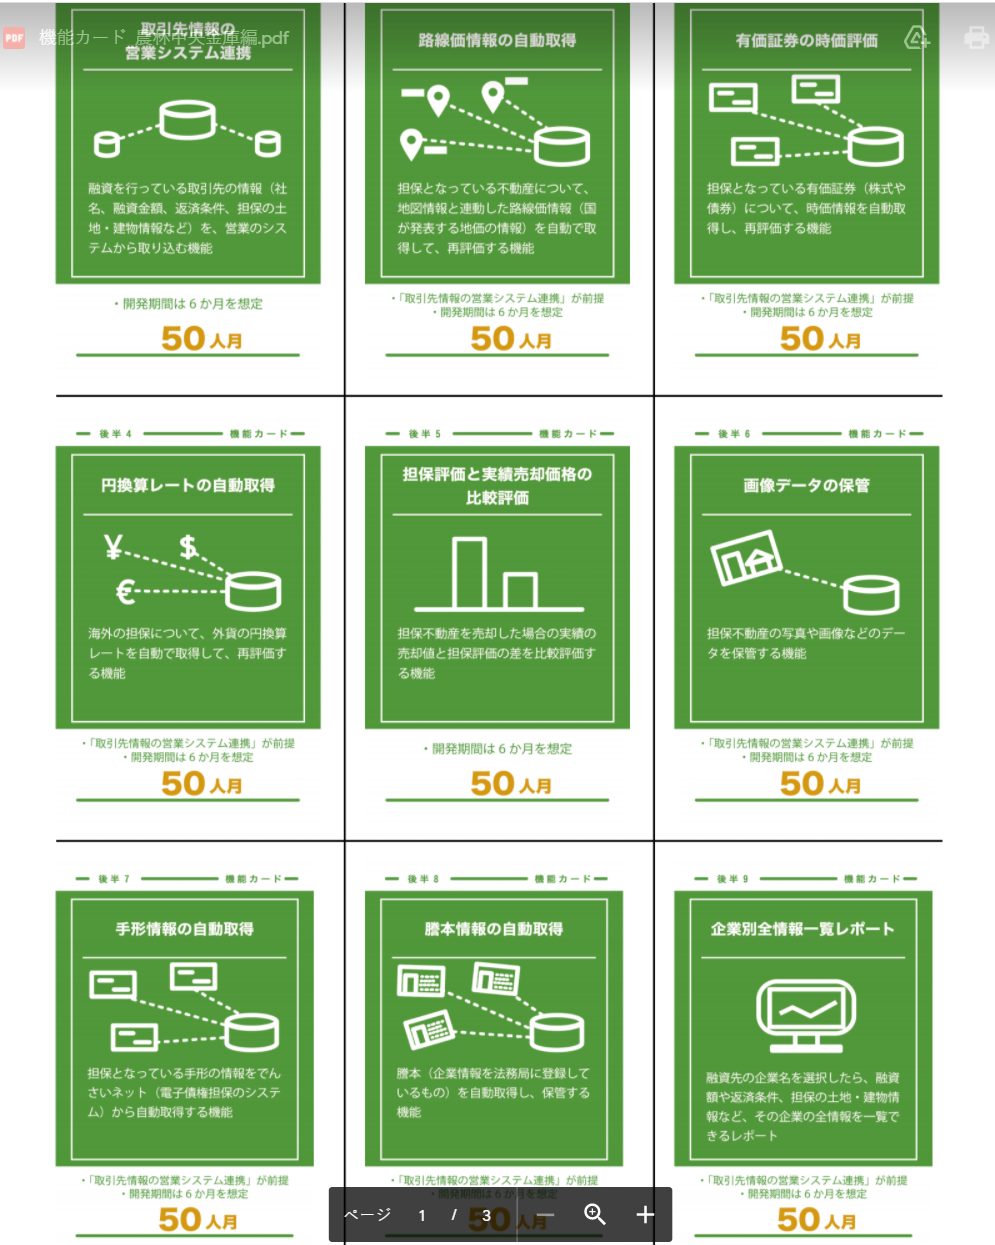 PDF 機能カード_農林中央金庫編.pdf
取引先情報の
営業システム連携
融資を行っている取引先の情報（社
名、融資金額、返済条件、担保の土
地・建物情報など）を、営業のシス
テムから取り込む機能
・開発期間は６か月を想定
50人月
路線価情報の自動取得
担保となっている不動産について、
地図情報と連動した路線価情報（国
が発表する地価の情報）を自動で取
得して、再評価する機能
・「取引先情報の営業システム連携」が前提
・開発期間は６か月を想定
50人月
有価証券の時価評価
担保となっている有価証券（株式や
債券）について、時価情報を自動取
得し、再評価する機能
・「取引先情報の営業システム連携」が前提
・開発期間は６か月を想定
50人月
後半4 機能カード
円換算レートの自動取得
¥ $
€
海外の担保について、外貨の円換算
レートを自動で取得して、再評価す
る機能
・「取引先情報の営業システム連携」が前提
・開発期間は６か月を想定
50人月
後半5 機能カード
担保評価と実績売却価格の
比較評価
担保不動産を売却した場合の実績の
売却値と担保評価の差を比較評価す
る機能
・開発期間は６か月を想定
50人月
後半6 機能カード
画像データの保管
担保不動産の写真や画像などのデー
タを保管する機能
・「取引先情報の営業システム連携」が前提
・開発期間は６か月を想定
50人月
後半7 機能カード
手形情報の自動取得
担保となっている手形の情報をでん
さいネット（電子債権担保のシステ
ム）から自動取得する機能
・「取引先情報の営業システム連携」が前提
・開発期間は６か月を想定
50人月
後半8 機能カード
謄本情報の自動取得
謄本（企業情報を法務局に登録して
いるもの）を自動取得し、保管する
機能
・「取引先情報の営業システム連携」が前提
・開発期間は６か月を想定
50人月
後半9 機能カード
企業別全情報一覧レポート
融資先の企業名を選択したら、融資
額や返済条件、担保の土地・建物情
報など、その企業の全情報を一覧で
きるレポート
・「取引先情報の営業システム連携」が前提
・開発期間は６か月を想定
50人月
ページ 1 / 3